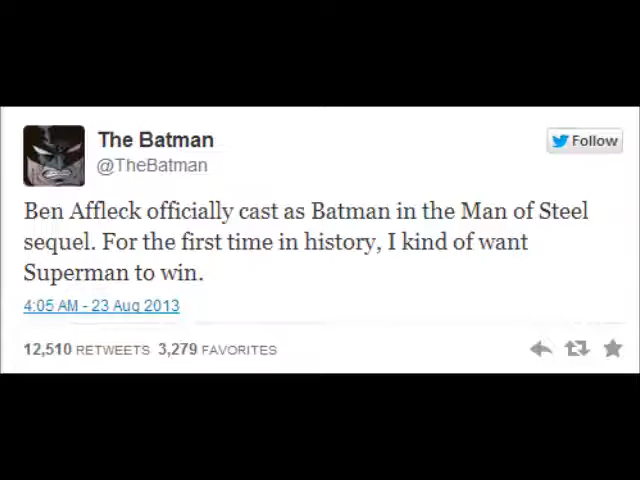 The Batman
@TheBatman
Follow
Ben Affleck officially cast as Batman in the Man of Steel
sequel. For the first time in history, I kind of want
Superman to win.
4:05 AM - 23 Aug 2013
12,510 RETWEETS 3,279 FAVORITES